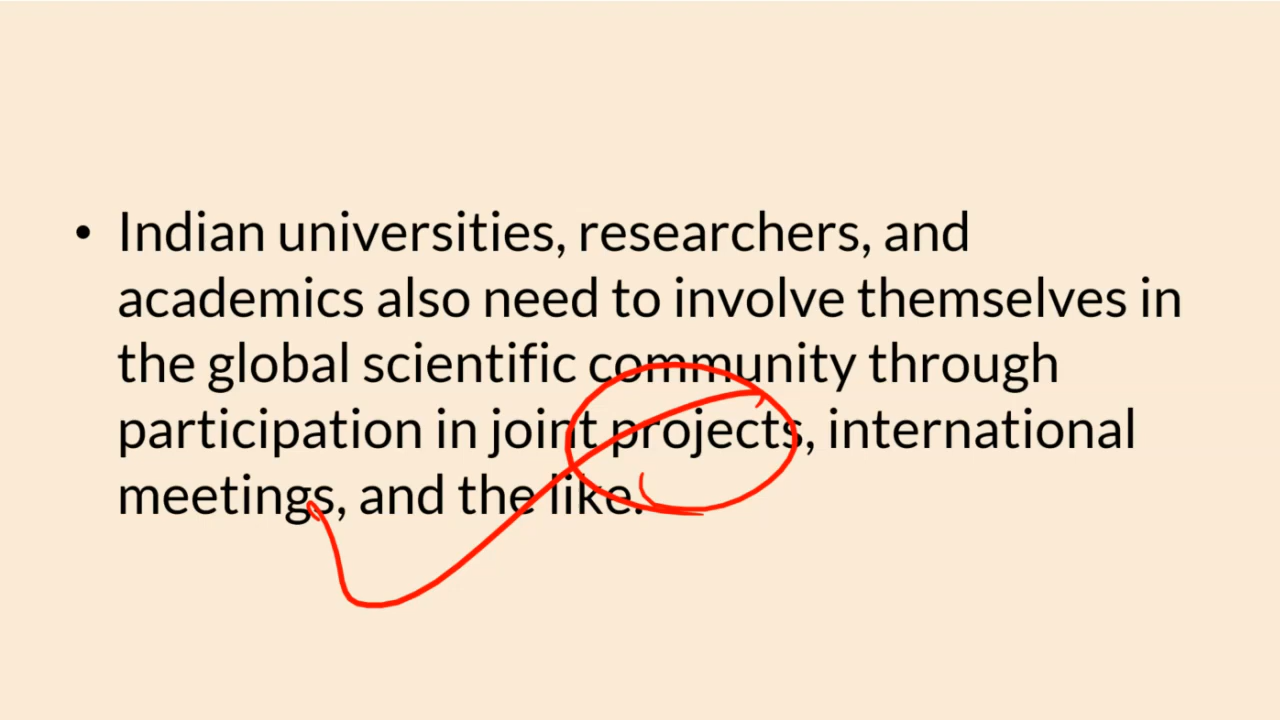 • Indian universities, researchers, and
academics also need to involve themselves in
the global scientific community through
participation in joint projects, international
meetings, and the like.